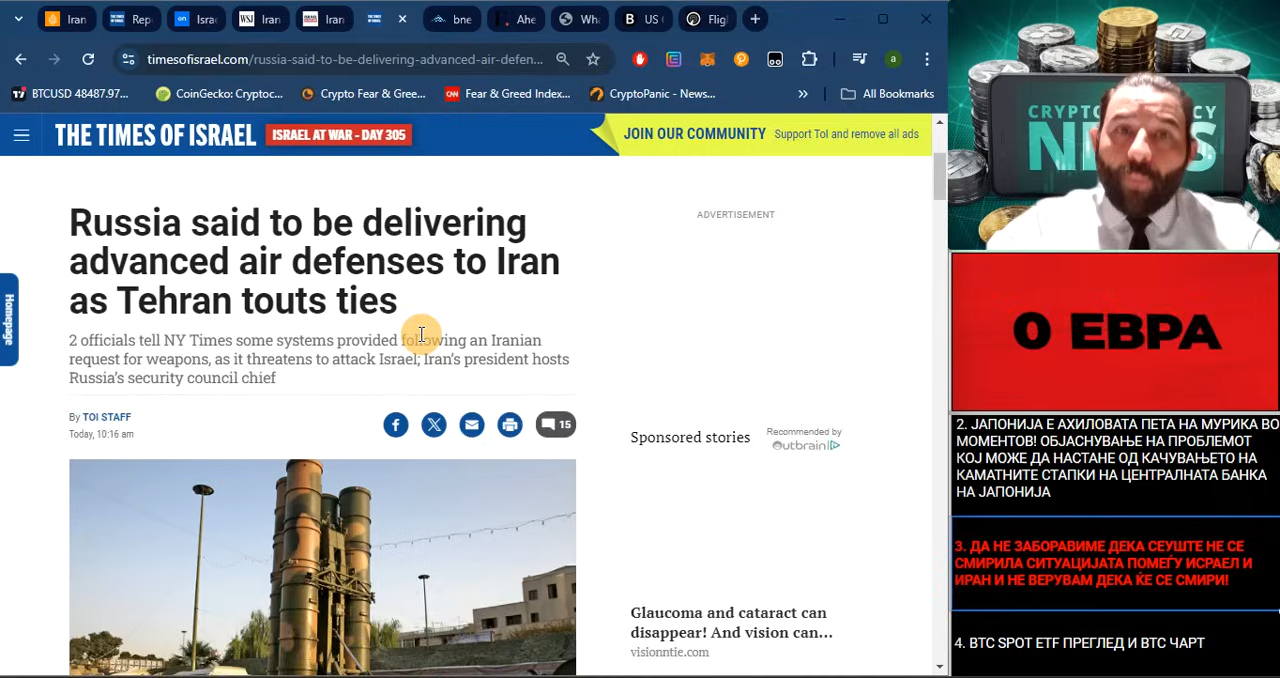 Iran
Rep
Isra
Iran
Iran
bne
Ahe
Wha
US
Flig
timesofisrael.com/russia-said-to-be-delivering-advanced-air-defen...
BTCUSD 48487.97...
CoinGecko: Cryptoc...
Crypto Fear & Gree...
Fear & Greed Index...
CryptoPanic - News...
All Bookmarks
THE TIMES OF ISRAEL
ISRAEL AT WAR - DAY 305
JOIN OUR COMMUNITY Support ToI and remove all ads
Russia said to be delivering
advanced air defenses to Iran
as Tehran touts ties
2 officials tell NY Times some systems provided following an Iranian
request for weapons, as it threatens to attack Israel; Iran's president hosts
Russia's security council chief
By TOI STAFF
Today, 10:16 am
15
Homepage
ADVERTISEMENT
Sponsored stories
Recommended by
Outbrain
Glaucoma and cataract can
disappear! And vision can...
visionntie.com
NEWS
О ЕВРА
2. ЈАПОНИЈА Е АХИЛОВАТА ПЕТА НА МУРИКА ВО
МОМЕНТОВ! ОБЈАСНУВАЊЕ НА ПРОБЛЕМОТ
КОЈ МОЖЕ ДА НАСТАНЕ ОД КАЧУВАЊЕТО НА
КАМАТНИТЕ СТАПКИ НА ЦЕНТРАЛНАТА БАНКА
НА ЈАПОНИЈА
3. ДА НЕ ЗАБОРАВИМЕ ДЕКА СЕУШТЕ НЕ СЕ
СМИРИЛА СИТУАЦИЈАТА ПОМЕЃУ ИСРАЕЛ И
ИРАН И НЕ ВЕРУВАМ ДЕКА ЌЕ СЕ СМИРИ!
4. BTC SPOT ETF ПРЕГЛЕД И BTC ЧАРТ